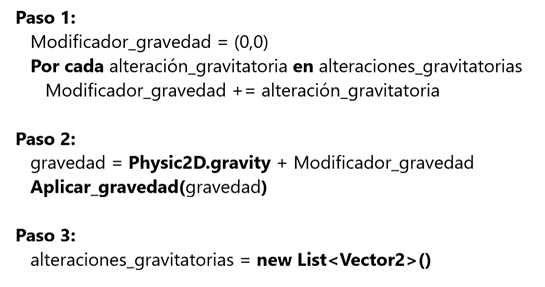 Paso 1:
Modificador_gravedad = (0,0)
Por cada alteración_gravitatoria en alteraciones_gravitatorias
Modificador_gravedad += alteración_gravitatoria
Paso 2:
gravedad = Physic2D.gravity + Modificador_gravedad
Aplicar_gravedad(gravedad)
Paso 3:
alteraciones_gravitatorias = new List<Vector2>()